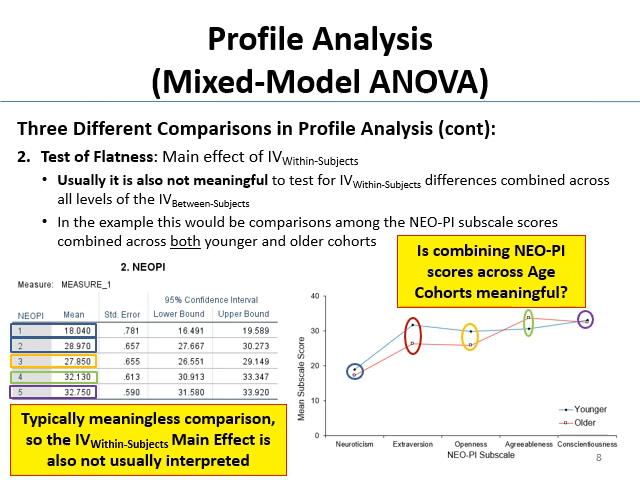 Profile Analysis
(Mixed-Model ANOVA)
Three Different Comparisons in Profile Analysis (cont):
2. Test of Flatness: Main effect of IVWithin-Subjects
• Usually it is also not meaningful to test for IVWithin-Subjects differences combined across
all levels of the IVBetween-Subjects
• In the example this would be comparisons among the NEO-PI subscale scores
combined across both younger and older cohorts
Is combining NEO-PI
scores across Age
Cohorts meaningful?
2. NEOPI
Measure: MEASURE_1
95% Confidence Interval
NEOPI Mean Std. Error Lower Bound Upper Bound
1 18.040 .781 16.491 19.589
2 28.970 .657 27.667 30.273
3 27.850 .655 26.551 29.149
4 32.130 .613 30.913 33.347
5 32.750 .590 31.580 33.920
Typically meaningless comparison,
so the IVWithin-Subjects Main Effect is
also not usually interpreted
Mean Subscale Score
40
30
20
10
0
Younger
Older
Neuroticism Extraversion Openness Agreeableness Conscientiousness
NEO-PI Subscale
8